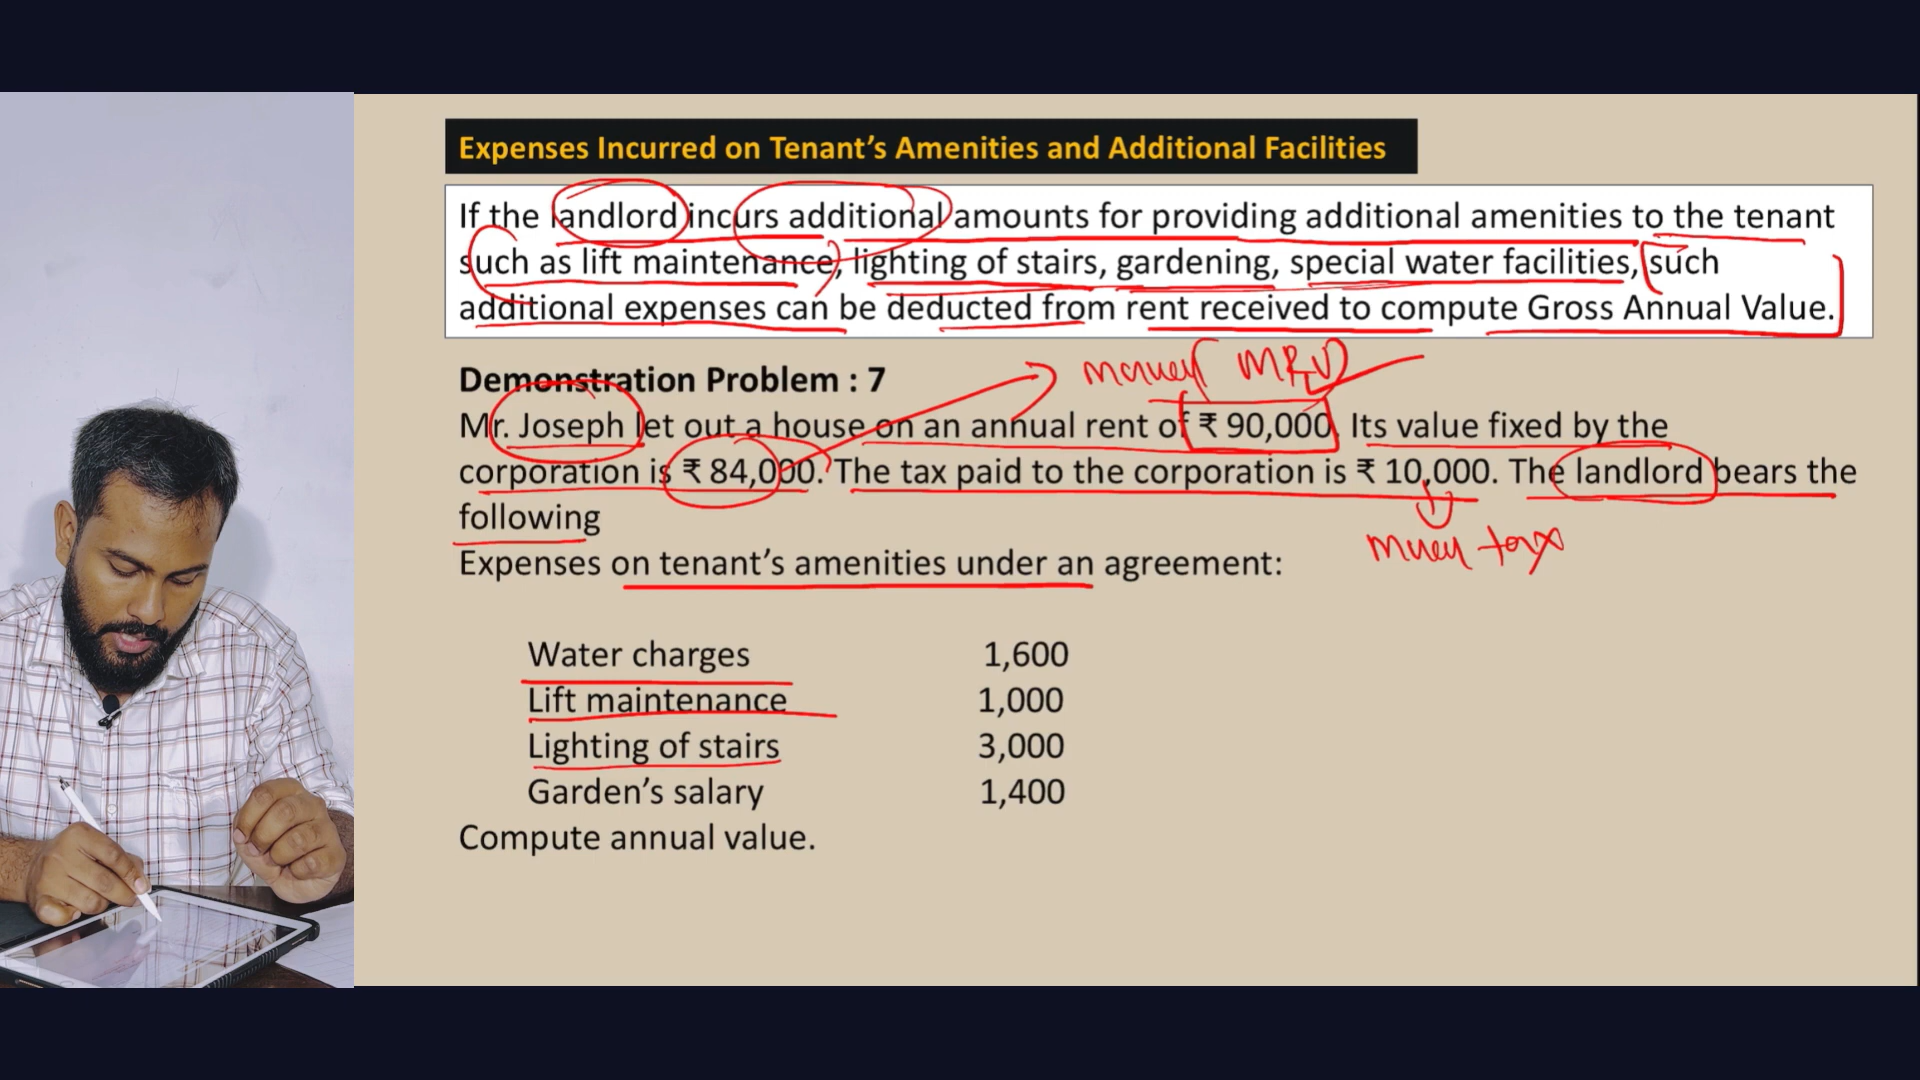 Expenses Incurred on Tenant's Amenities and Additional Facilities
If the landlord incurs additional amounts for providing additional amenities to the tenant
such as lift maintenance, lighting of stairs, gardening, special water facilities, such
additional expenses can be deducted from rent received to compute Gross Annual Value.
MRV
Demonstration Problem : 7
Mr. Joseph let out a house on an annual rent of ₹ 90,000. Its value fixed by the
corporation is ₹ 84,000. The tax paid to the corporation is ₹ 10,000. The landlord bears the
following
tax
Expenses on tenant's amenities under an agreement:
Water charges 1,600
Lift maintenance 1,000
Lighting of stairs 3,000
Garden's salary 1,400
Compute annual value.